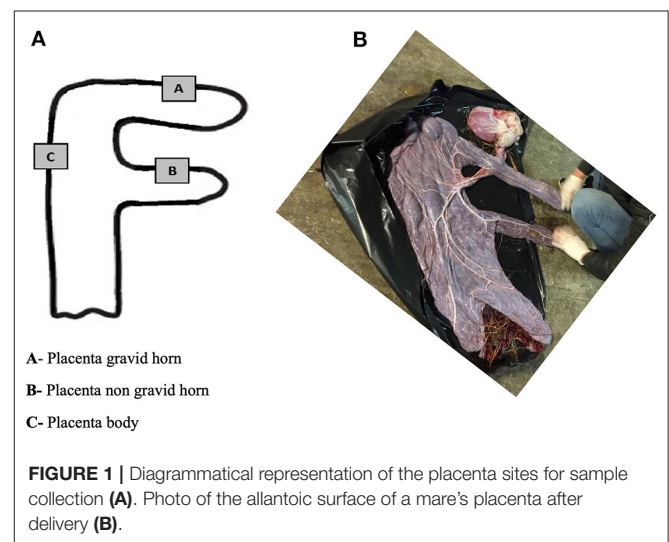 A
B
A
C
B
A- Placenta gravid horn
B- Placenta non gravid horn
C- Placenta body
FIGURE 1 | Diagrammatical representation of the placenta sites for sample
collection (A). Photo of the allantoic surface of a mare's placenta after
delivery (B).